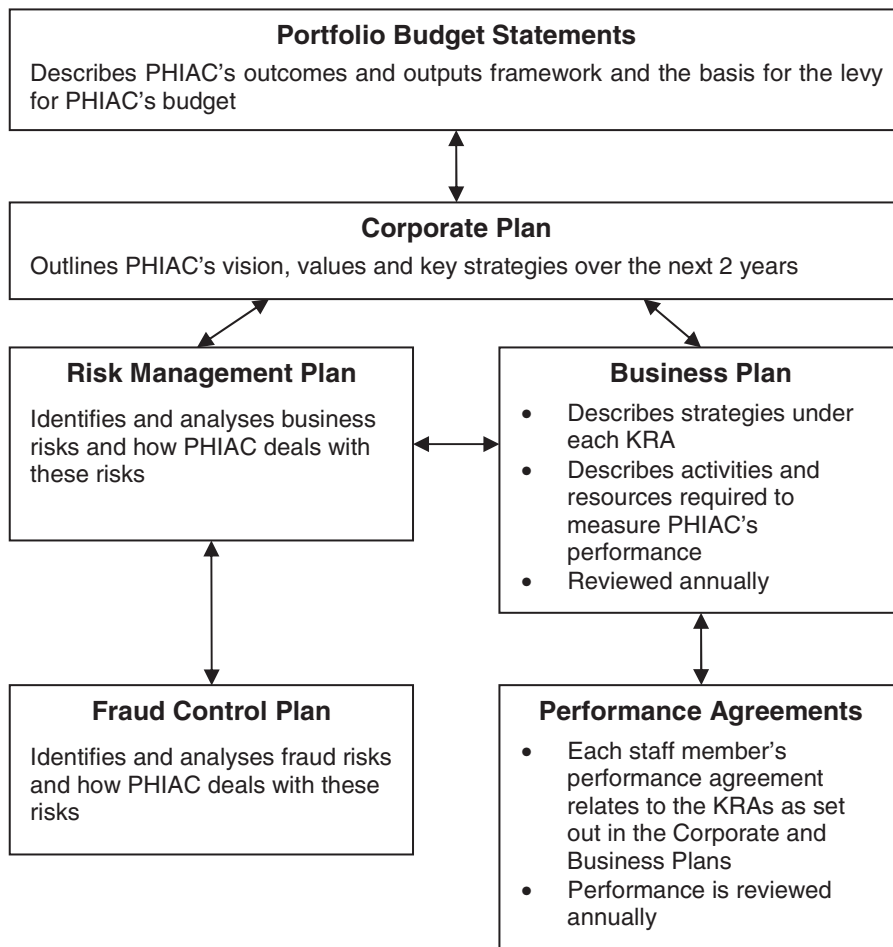 Portfolio Budget Statements
Describes PHIAC's outcomes and outputs framework and the basis for the levy
for PHIAC's budget
Corporate Plan
Outlines PHIAC's vision, values and key strategies over the next 2 years
Risk Management Plan
Identifies and analyses business
risks and how PHIAC deals with
these risks
Business Plan
• Describes strategies under
each KRA
• Describes activities and
resources required to
measure PHIAC's
performance
• Reviewed annually
Fraud Control Plan
Identifies and analyses fraud risks
and how PHIAC deals with these
risks
Performance Agreements
• Each staff member's
performance agreement
relates to the KRAs as set
out in the Corporate and
Business Plans
• Performance is reviewed
annually